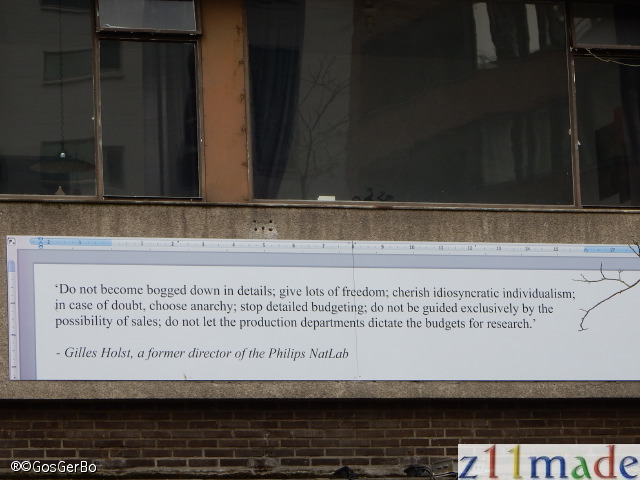 'Do not become bogged down in details; give lots of freedom; cherish idiosyncratic individualism;
in case of doubt, choose anarchy; stop detailed budgeting; do not be guided exclusively by the
possibility of sales; do not let the production departments dictate the budgets for research.'
- Gilles Holst, a former director of the Philips NatLab
®©GosGerBo
z11made